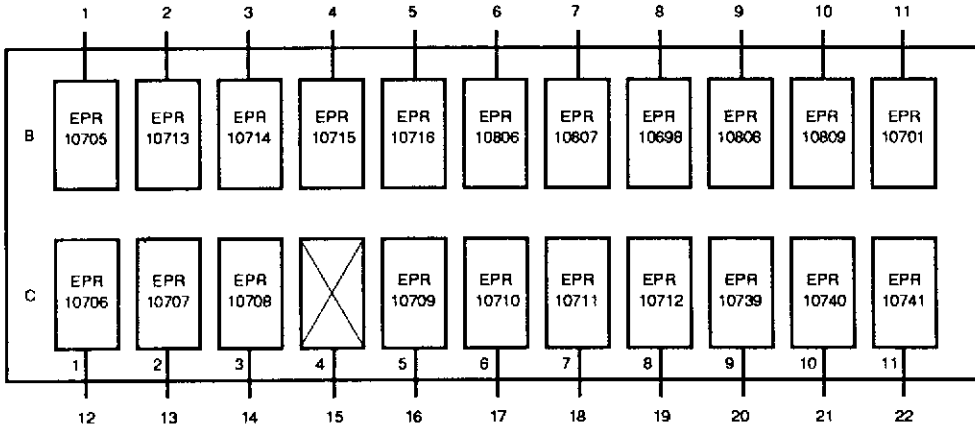 1 2 3 4 5 6 7 8 9 10 11
EPR EPR EPR EPR EPR EPR EPR EPR EPR EPR EPR
B 10705 10713 10714 10715 10716 10806 10807 10698 10808 10809 10701
EPR EPR EPR EPR EPR EPR EPR EPR EPR EPR
C 10706 10707 10708 10709 10710 10711 10712 10739 10740 10741
1 2 3 4 5 6 7 8 9 10 11
12 13 14 15 16 17 18 19 20 21 22